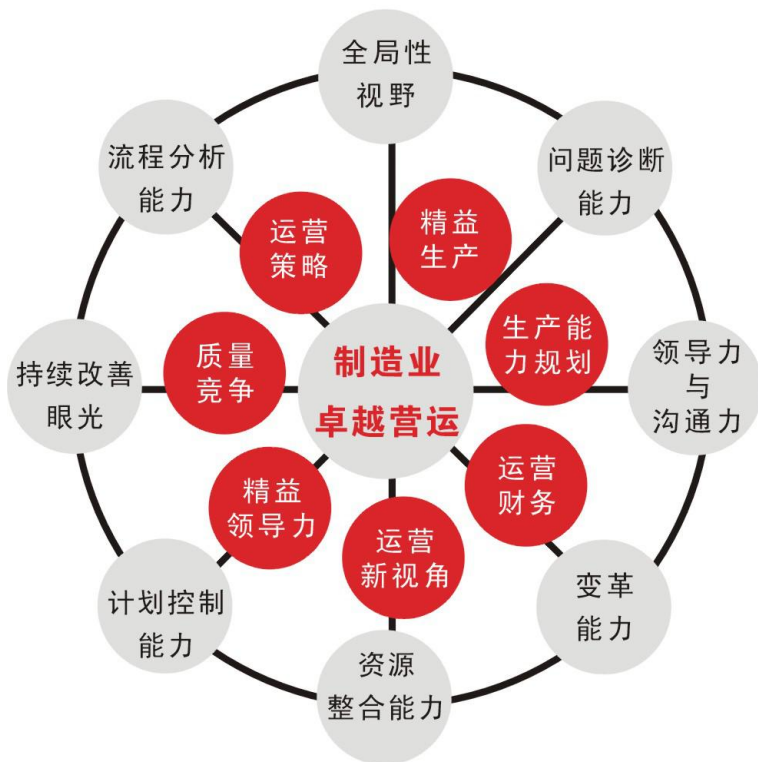 全局性
视野
问题诊断
能力
领导力
与
沟通力
变革
能力
资源
整合能力
计划控制
能力
持续改善
眼光
流程分析
能力
精益
生产
生产能
力规划
运营
财务
运营
新视角
精益
领导力
质量
竞争
运营
策略
制造业
卓越营运